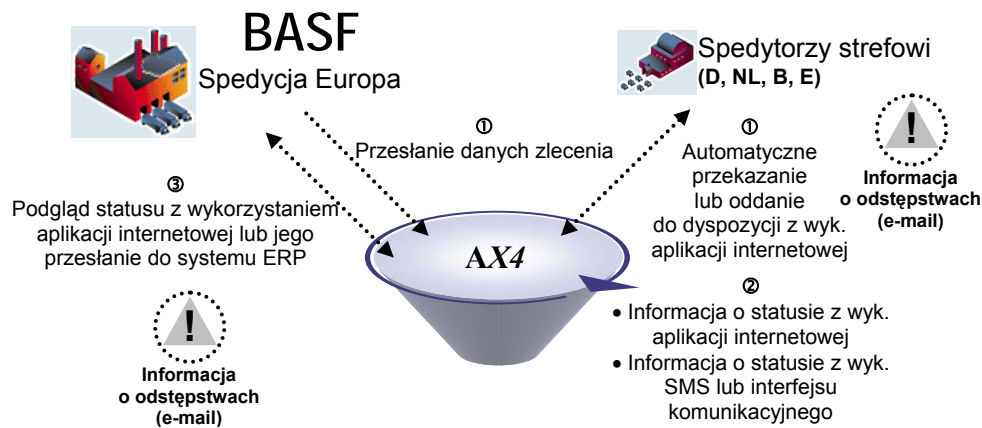 BASF
Spedycja Europa
Spedytorzy strefowi
(D, NL, B, E)
①
Przesłanie danych zlecenia
①
Automatyczne
przekazanie
lub oddanie
do dyspozycji z wyk.
aplikacji internetowej
!
Informacja
o odstępstwach
(e-mail)
③
Podgląd statusu z wykorzystaniem
aplikacji internetowej lub jego
przesłanie do systemu ERP
AX4
②
• Informacja o statusie z wyk.
aplikacji internetowej
• Informacja o statusie z wyk.
SMS lub interfejsu
komunikacyjnego
!
Informacja
o odstępstwach
(e-mail)